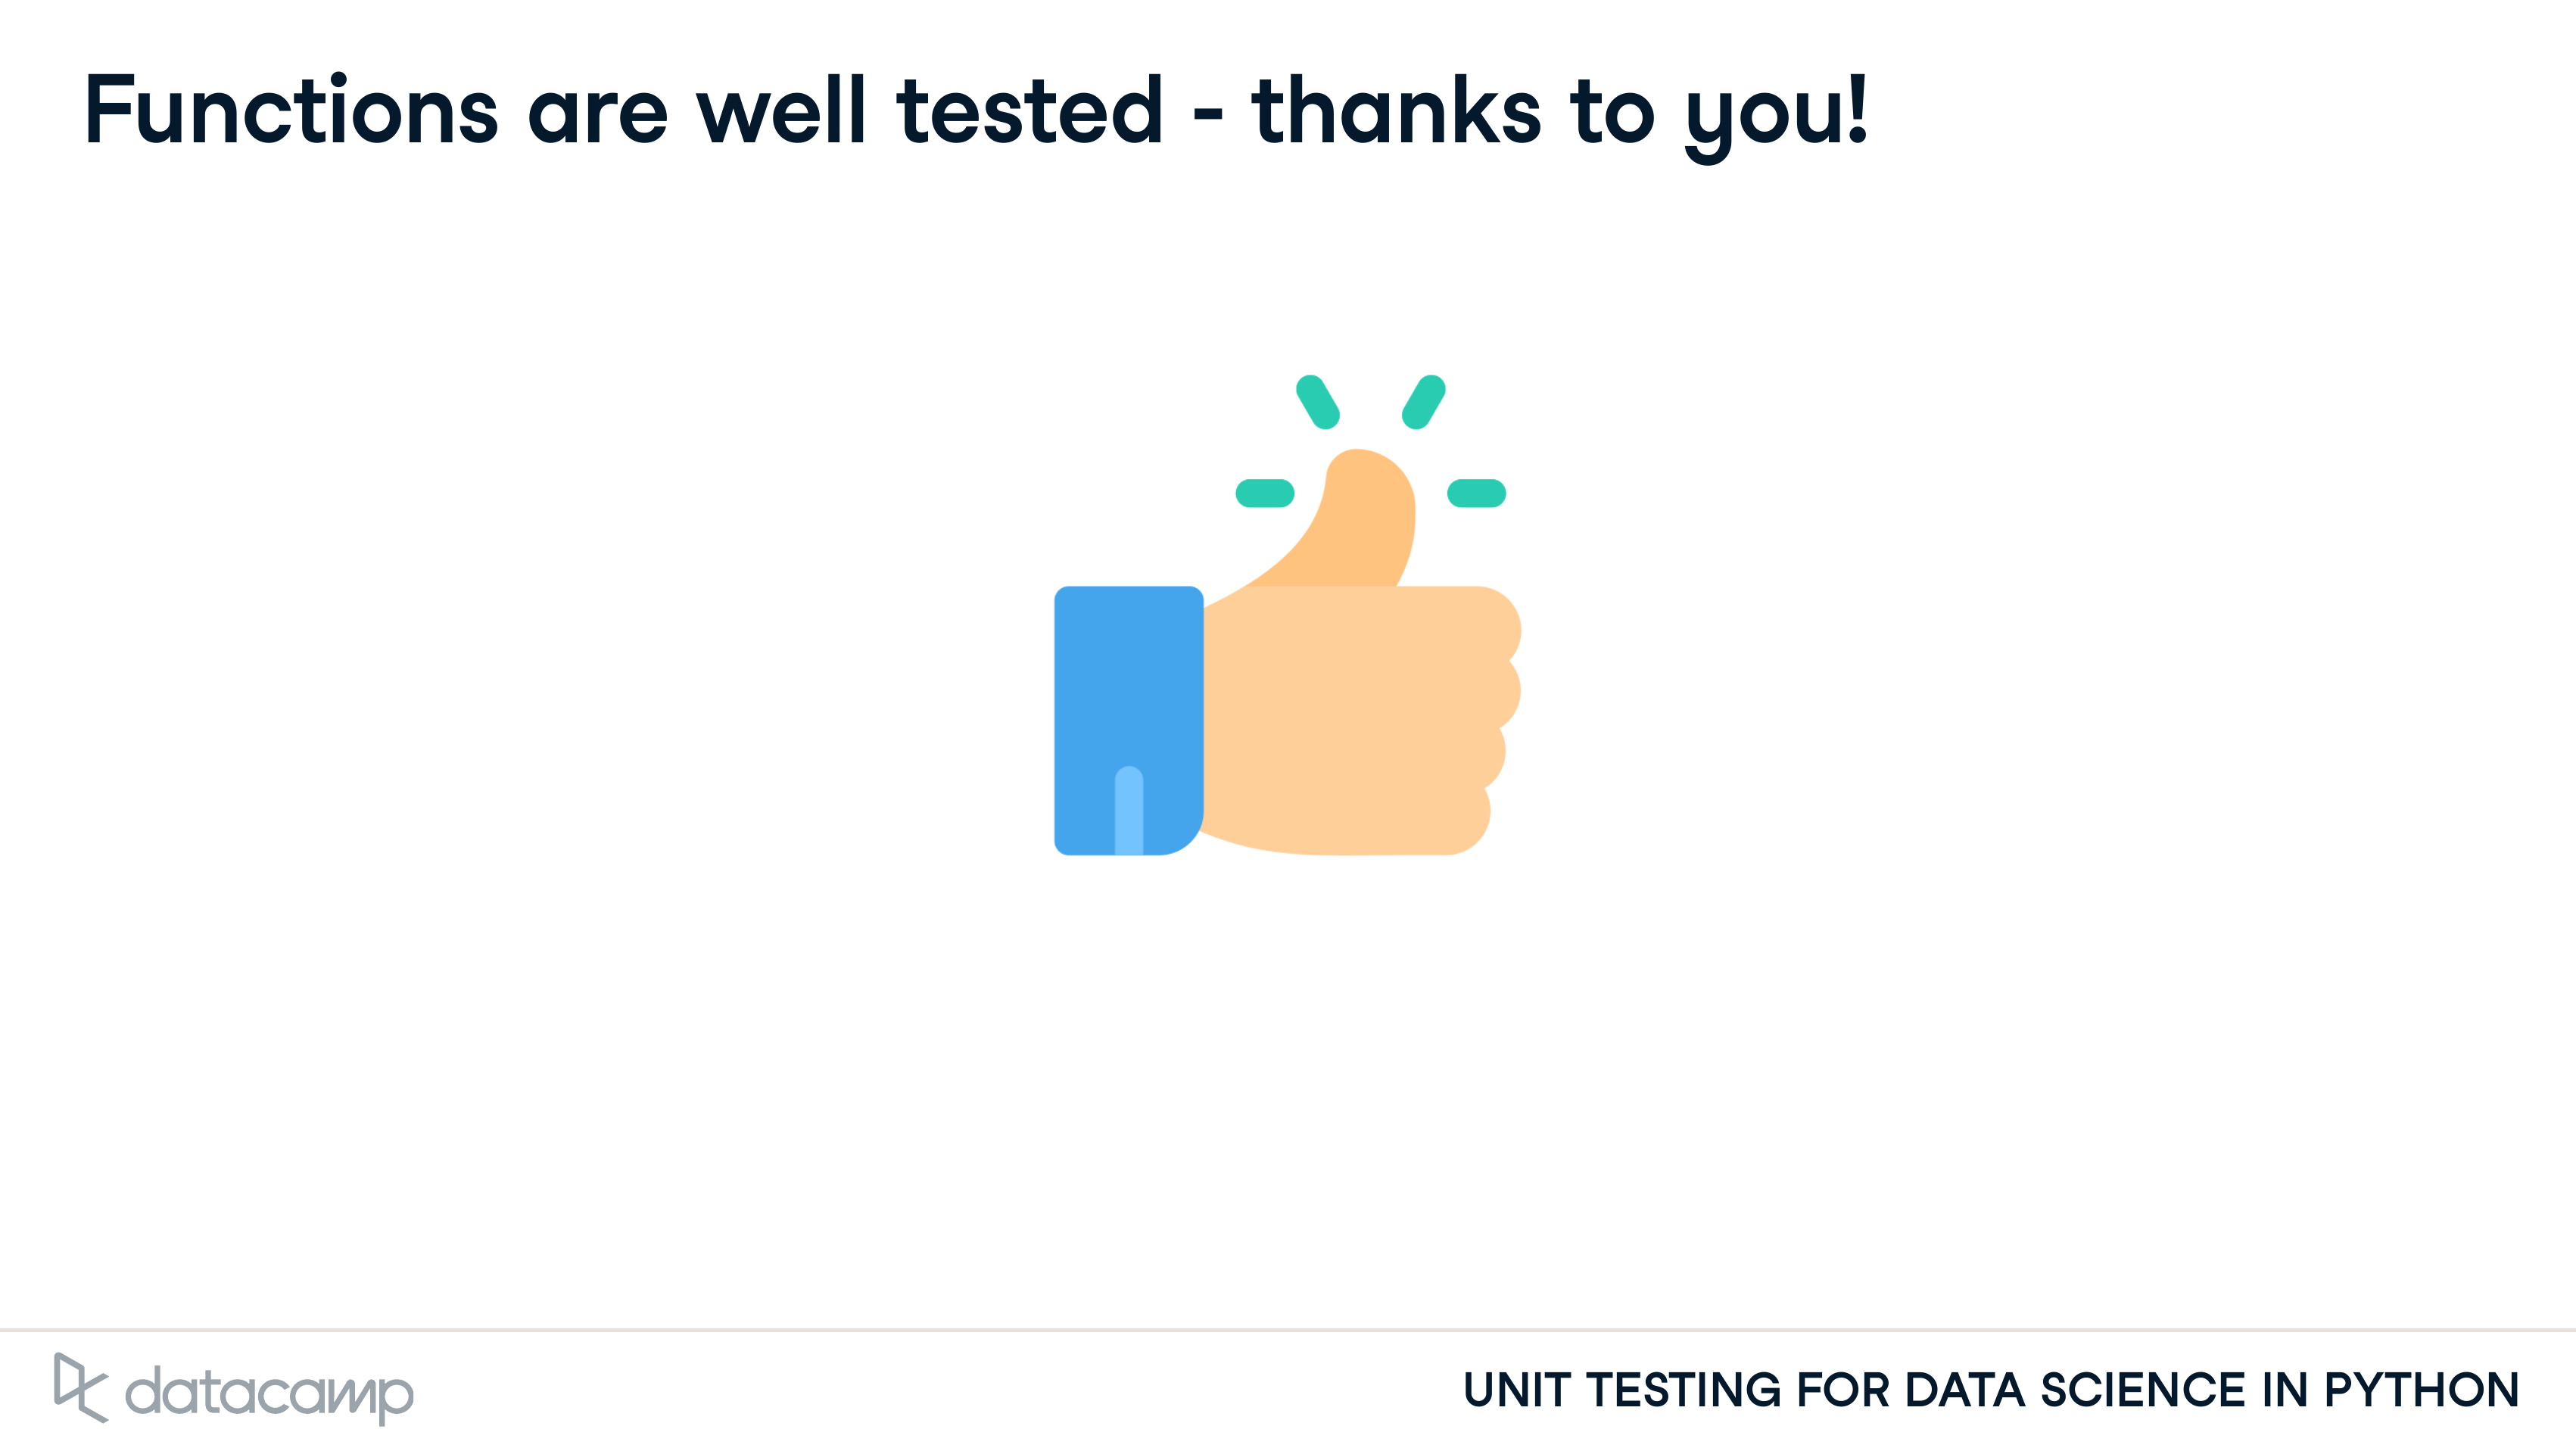 Functions are well tested - thanks to you!
datacamp
UNIT TESTING FOR DATA SCIENCE IN PYTHON